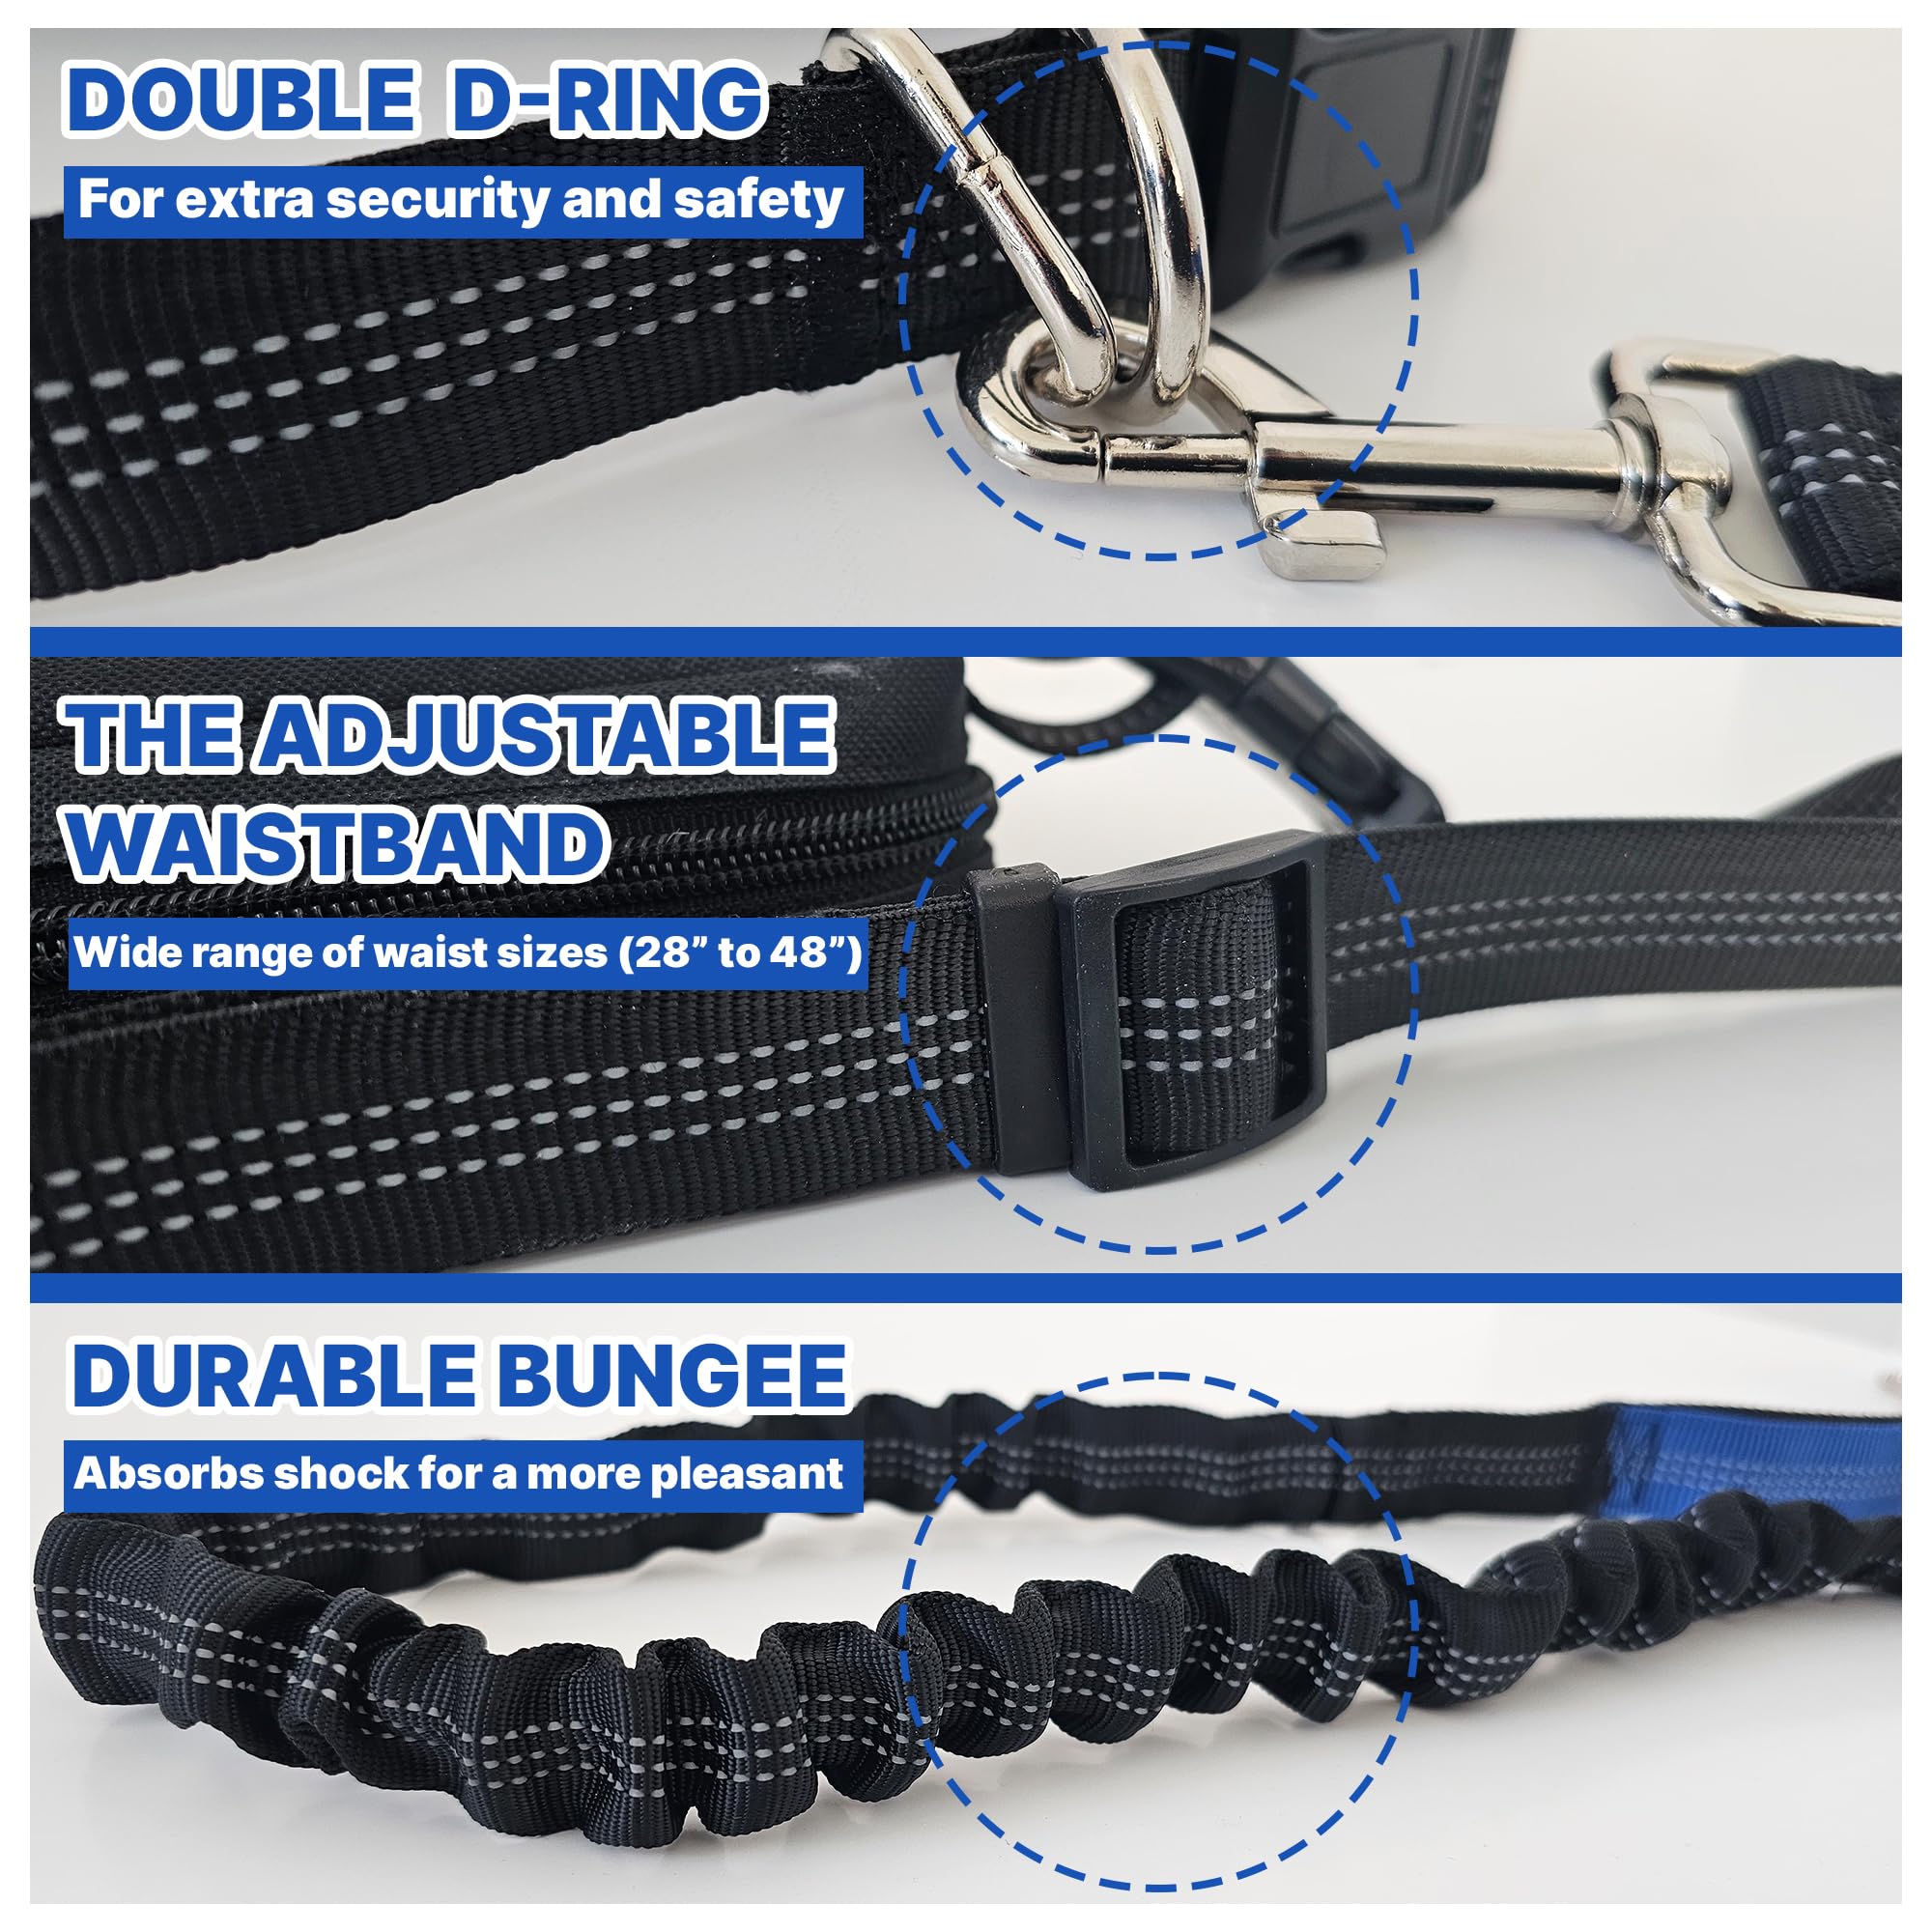 DOUBLE D-RING
For extra security and safety
THE ADJUSTABLE
WAISTBAND
Wide range of waist sizes (28” to 48”)
DURABLE BUNGEE
Absorbs shock for a more pleasant